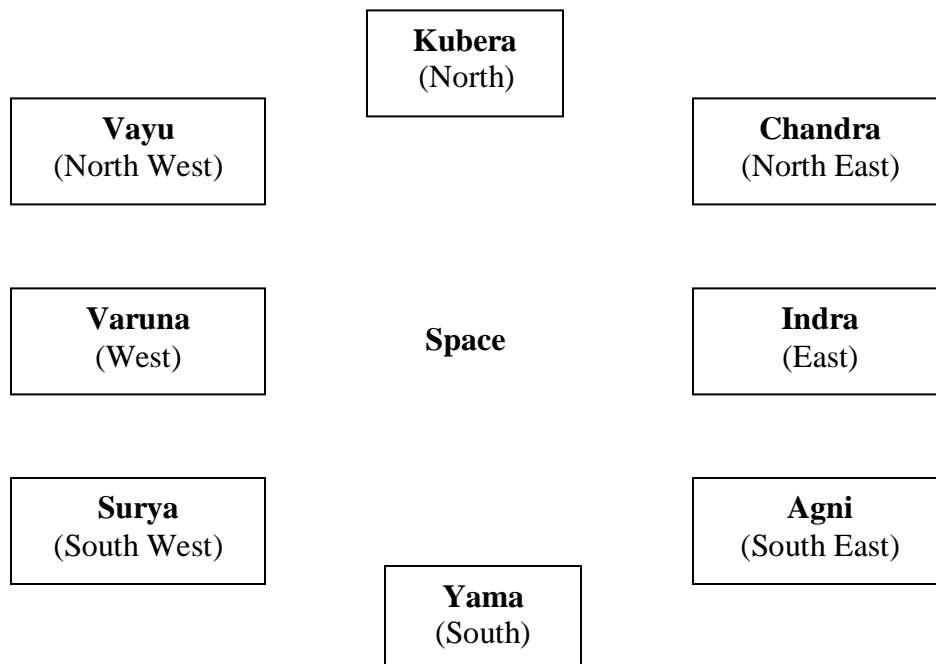 Kubera
(North)
Vayu
(North West)
Chandra
(North East)
Varuna
(West)
Space
Indra
(East)
Surya
(South West)
Agni
(South East)
Yama
(South)